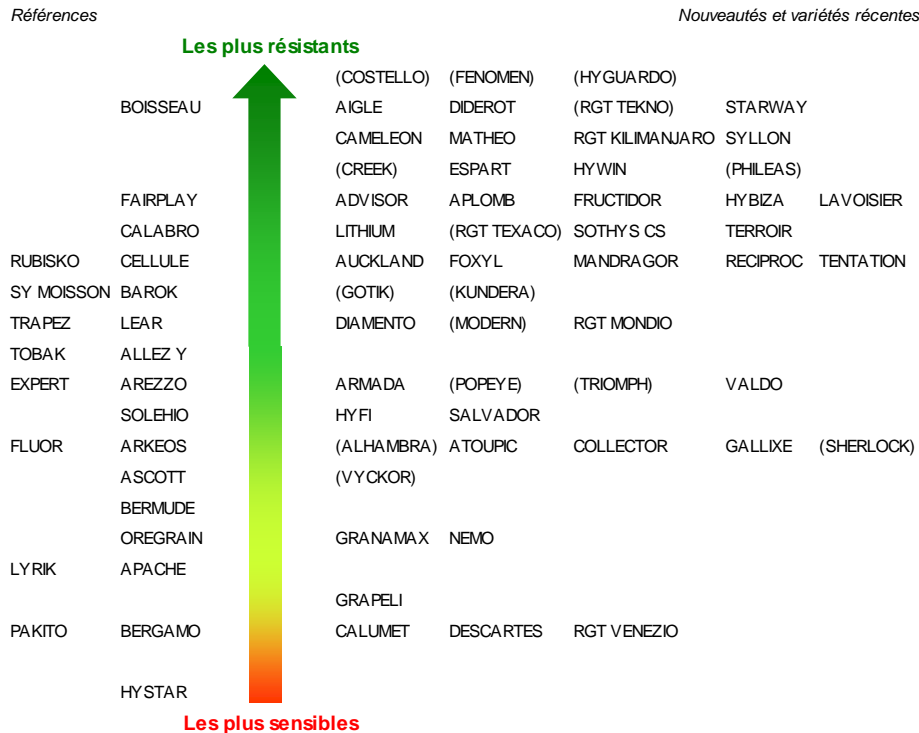 Références Nouveautés et variétés récentes
Les plus résistants
(COSTELLO) (FENOMEN) (HYGUARDO)
BOISSEAU AIGLE DIDEROT (RGT TEKNO) STARWAY
CAMELEON MATHEO RGT KILIMANJARO SYLLON
(CREEK) ESPART HYWIN (PHILEAS)
FAIRPLAY ADVISOR APLOMB FRUCTIDOR HYBIZA LAVOISIER
CALABRO LITHIUM (RGT TEXACO) SOTHYS CS TERROIR
RUBISKO CELLULE AUCKLAND FOXYL MANDRAGOR RECIPROC TENTATION
SY MOISSON BAROK (GOTIK) (KUNDERA)
TRAPEZ LEAR DIAMENTO (MODERN) RGT MONDIO
TOBAK ALLEZ Y
EXPERT AREZZO ARMADA (POPEYE) (TRIOMPH) VALDO
SOLEHIO HYFI SALVADOR
FLUOR ARKEOS (ALHAMBRA) ATOUPIC COLLECTOR GALLIXE (SHERLOCK)
ASCOTT (VYCKOR)
BERMUDE
OREGRAIN GRANAMAX NEMO
LYRIK APACHE
GRAPELI
PAKITO BERGAMO CALUMET DESCARTES RGT VENEZIO
HYSTAR
Les plus sensibles